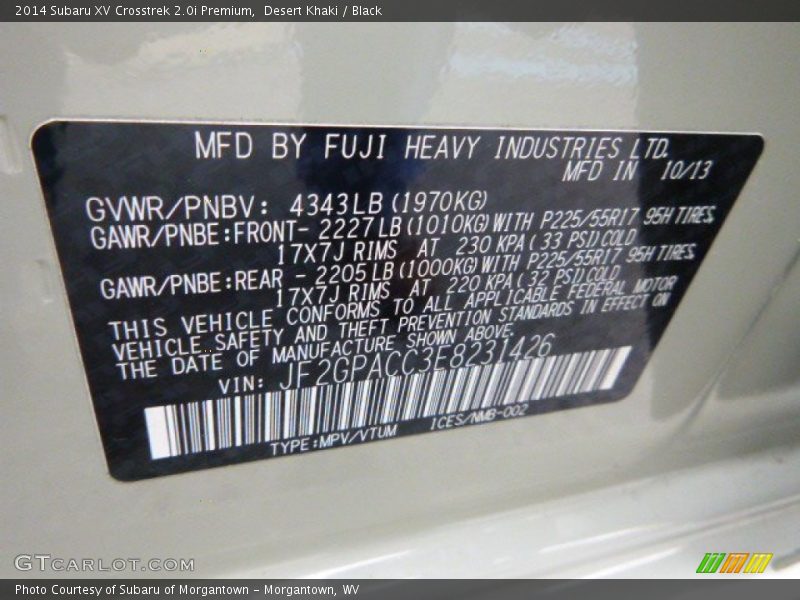 2014 Subaru XV Crosstrek 2.0i Premium, Desert Khaki / Black
MFD BY FUJI HEAVY INDUSTRIES LTD.
MFD IN 10/13
GVWR/PNBV: 4343LB (1970KG)
GAWR/PNBE:FRONT- 2227 LB (1010KG) WITH P225/55R17 95H TIRES.
17X7J RIMS AT 230 KPA ( 33 PSI) COLD
GAWR/PNBE:REAR - 2205 LB (1000KG) WITH P225/55R17 95H TIRES.
17X7J RIMS AT 220 KPA ( 32 PSI) COLD
THIS VEHICLE CONFORMS TO ALL APPLICABLE FEDERAL MOTOR
VEHICLE SAFETY AND THEFT PREVENTION STANDARDS IN EFFECT ON
THE DATE OF MANUFACTURE SHOWN ABOVE.
VIN: JF2GPACC3E8231426
TYPE:MPV/VTUM ICES/NMB-002
GTCARLOT.COM
Photo Courtesy of Subaru of Morgantown - Morgantown, WV